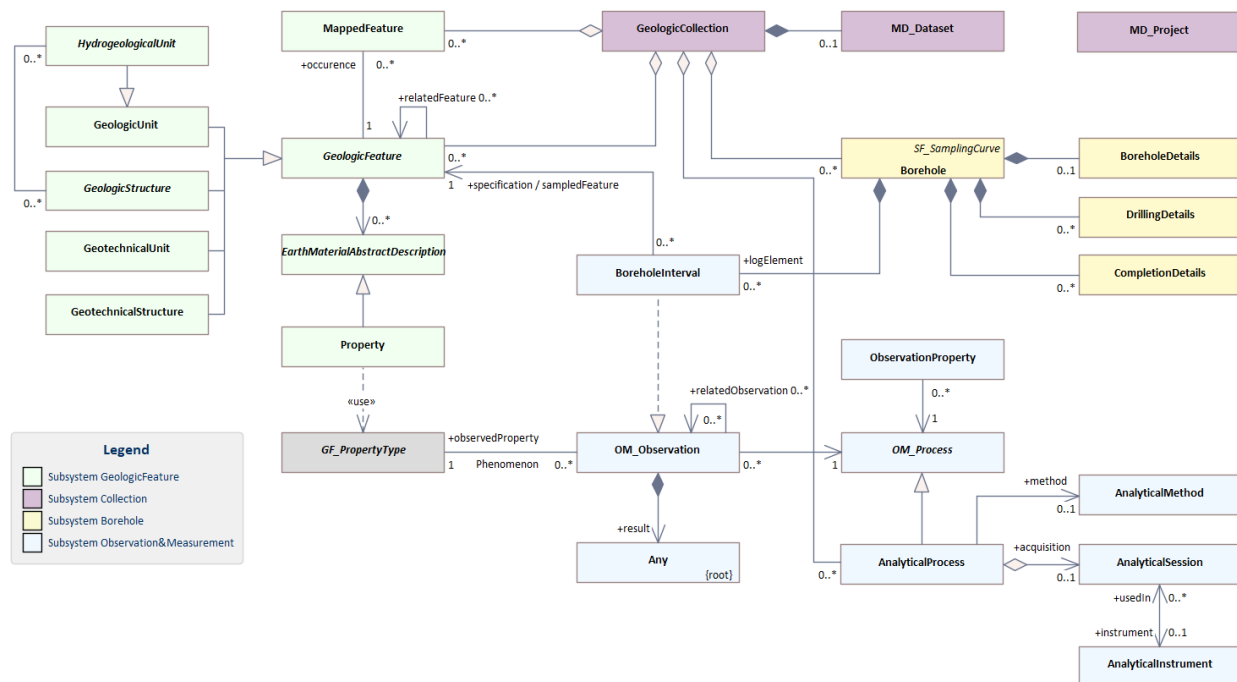 MappedFeature
0..*
GeologicCollection
0..1
MD_Dataset
MD_Project
HydrogeologicalUnit
0..*
+occurence
0..*
+relatedFeature 0..*
GeologicUnit
1
GeologicFeature
0..*
SF_SamplingCurve
Borehole
0..*
BoreholeDetails
0..1
GeologicStructure
0..*
1
+specification / sampledFeature
DrillingDetails
0..*
0..*
GeotechnicalUnit
EarthMaterialAbstractDescription
0..*
BoreholeInterval
+logElement
0..*
CompletionDetails
0..*
GeotechnicalStructure
Property
ObservationProperty
«use»
+relatedObservation 0..*
0..*
0..*
1
Legend
Subsystem GeologicFeature
Subsystem Collection
Subsystem Borehole
Subsystem Observation&Measurement
GF_PropertyType
+observedProperty
1
Phenomenon
0..*
OM_Observation
0..*
1
OM_Process
+method
0..1
AnalyticalMethod
+result
Any
{root}
0..*
AnalyticalProcess
+acquisition
0..1
AnalyticalSession
+usedIn
0..*
+instrument
0..1
AnalyticalInstrument